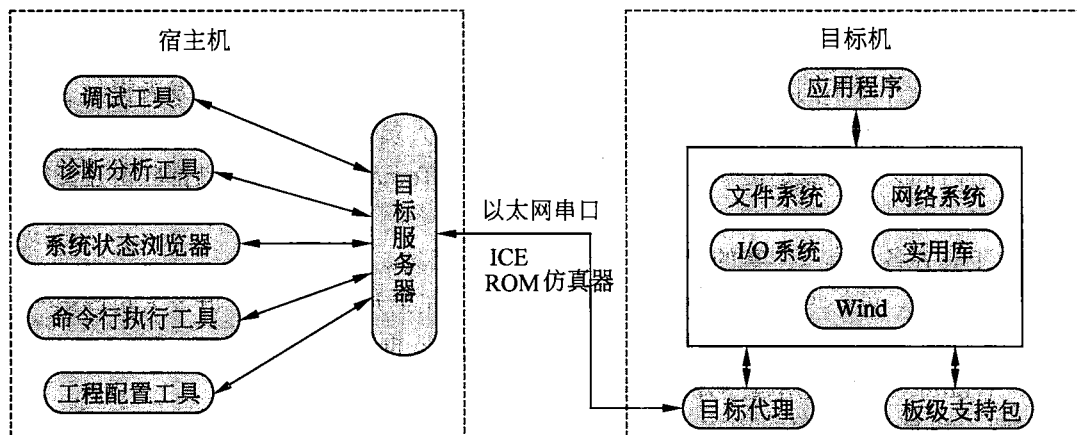 宿主机
调试工具
诊断分析工具
系统状态浏览器
命令行执行工具
工程配置工具
目标服务器
以太网串口
ICE
ROM 仿真器
目标机
应用程序
文件系统
网络系统
I/O 系统
实用库
Wind
目标代理
板级支持包